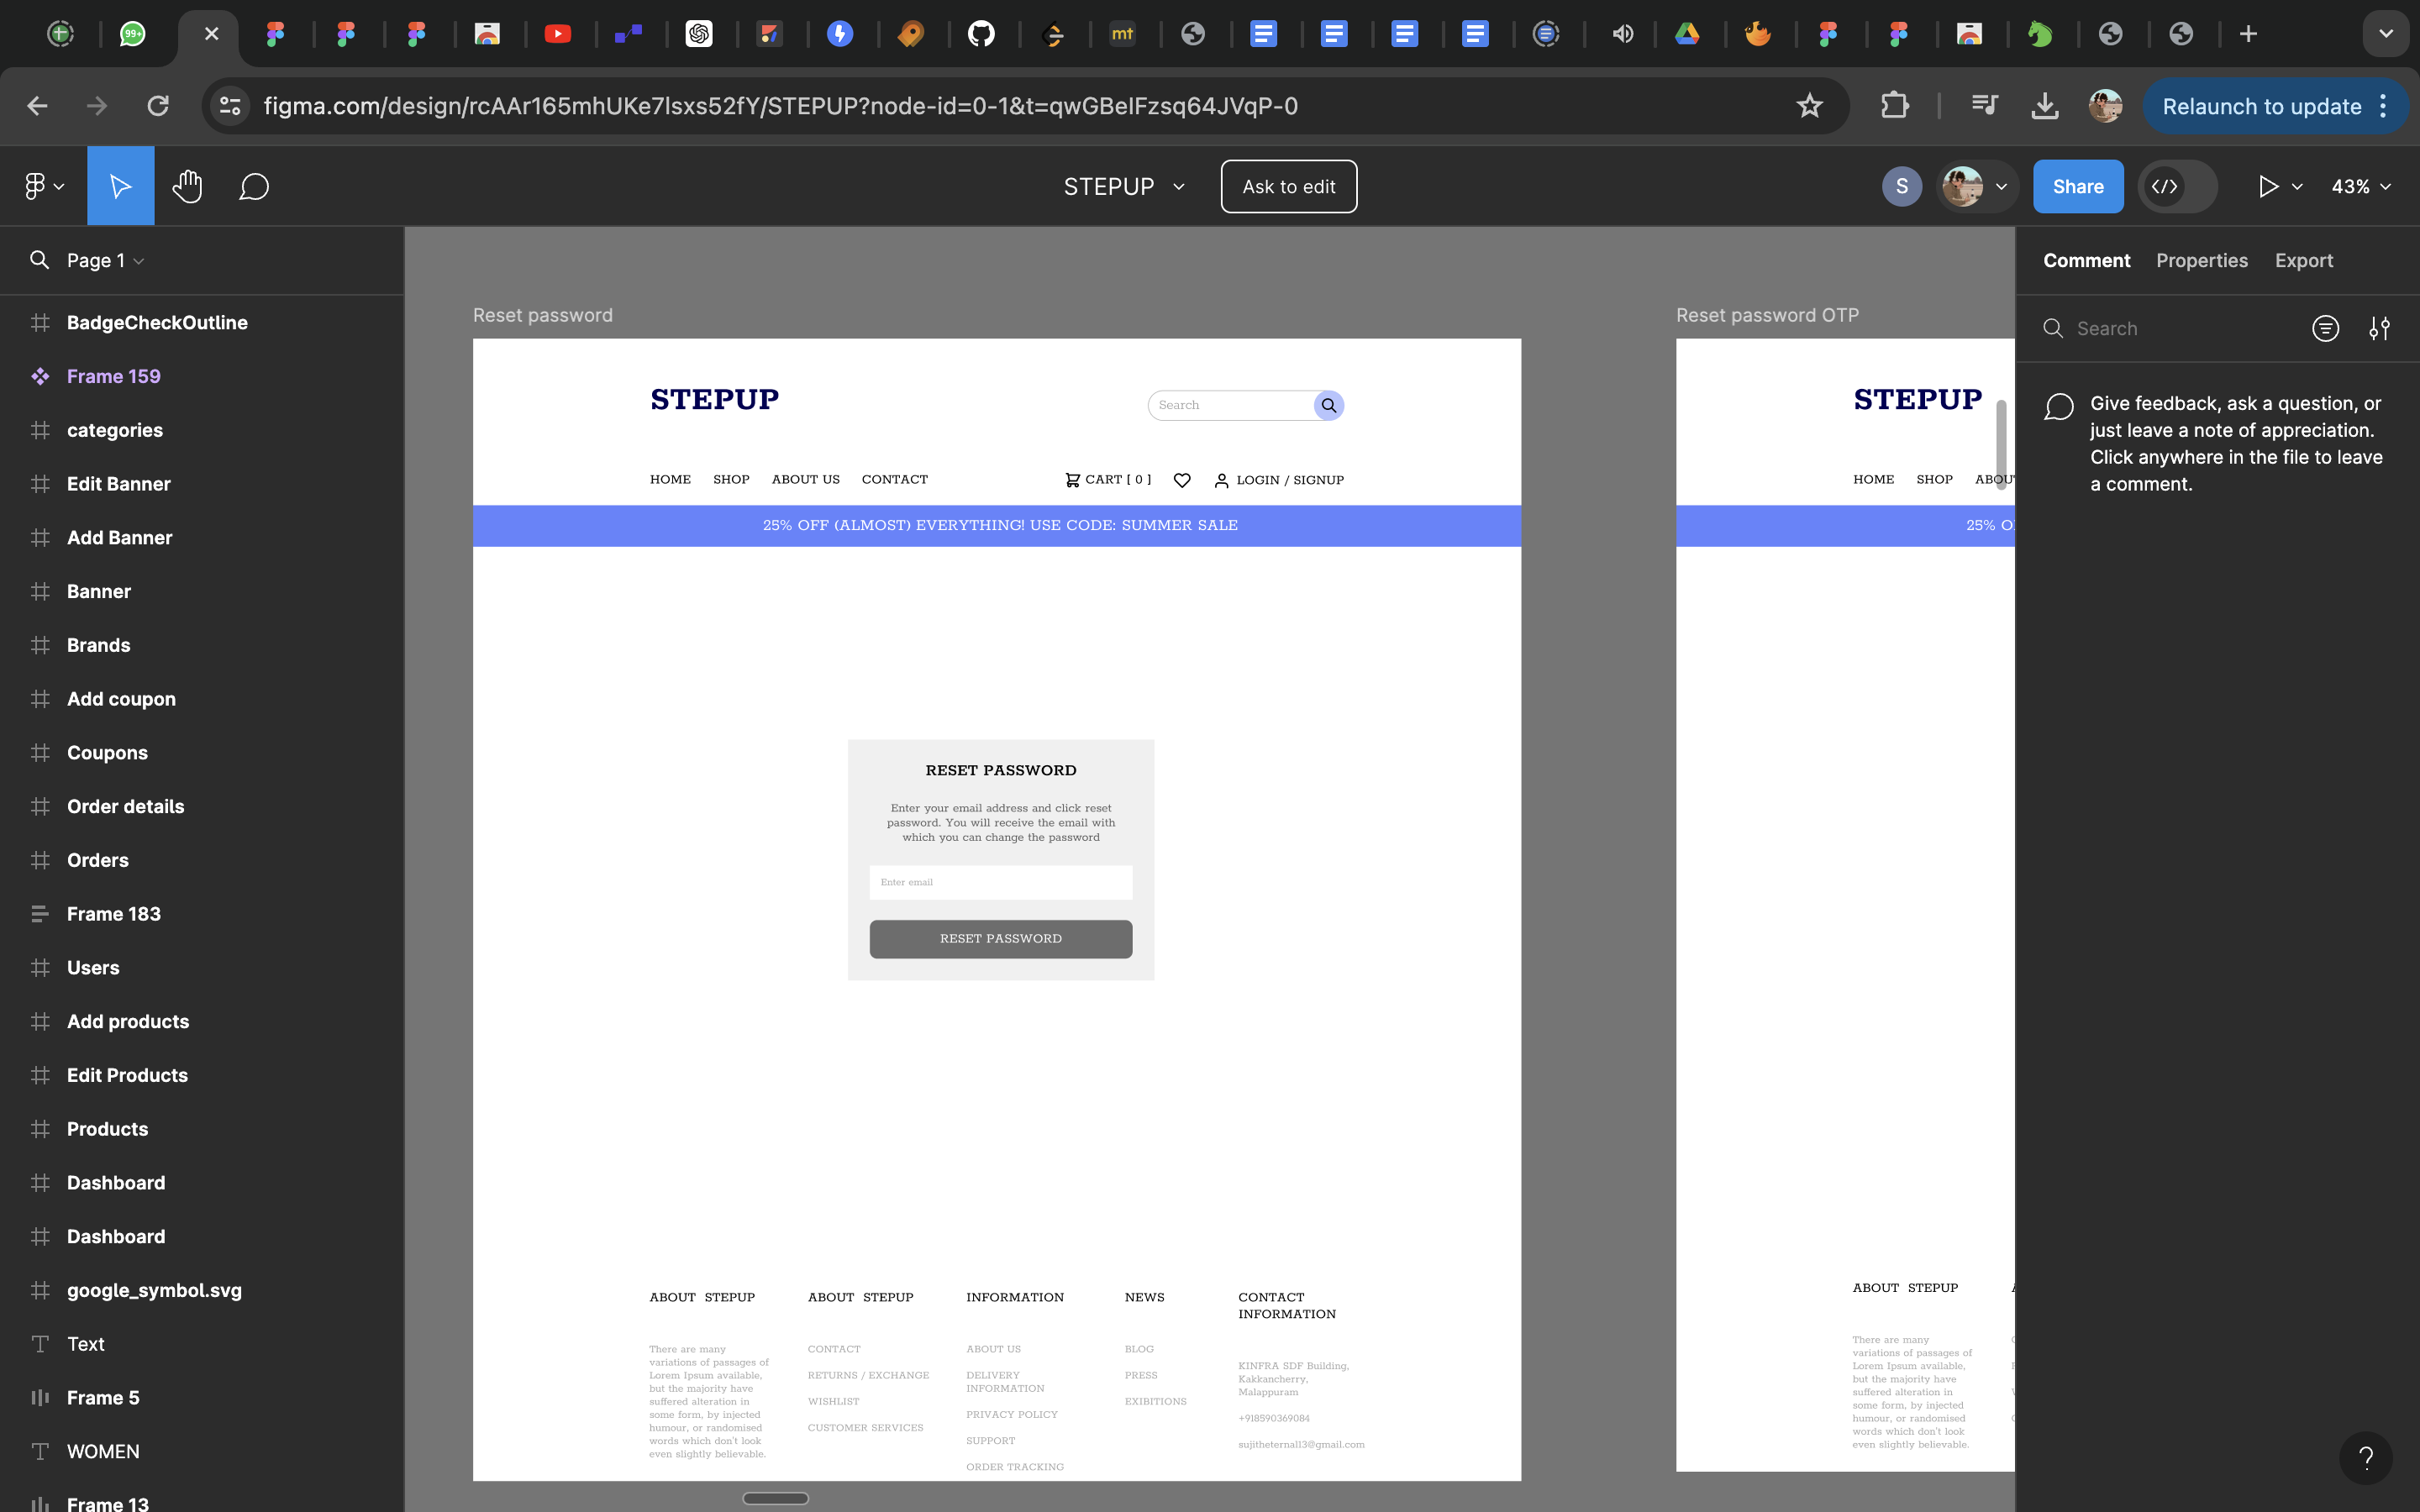 99+
mt
figma.com/design/rcAAr165mhUKe7lsxs52fY/STEPUP?node-id=0-1&t=qwGBeIFzsq64JVqP-0
Relaunch to update
STEPUP
Ask to edit
S
Share
43%
Page 1
BadgeCheckOutline
Frame 159
categories
Edit Banner
Add Banner
Banner
Brands
Add coupon
Coupons
Order details
Orders
Frame 183
Users
Add products
Edit Products
Products
Dashboard
Dashboard
google_symbol.svg
Text
Frame 5
WOMEN
Frame 13
Reset password
STEPUP
Search
HOME SHOP ABOUT US CONTACT CART [ 0 ] LOGIN / SIGNUP
25% OFF (ALMOST) EVERYTHING! USE CODE: SUMMER SALE
RESET PASSWORD
Enter your email address and click reset
password. You will receive the email with
which you can change the password
Enter email
RESET PASSWORD
ABOUT STEPUP
There are many
variations of passages of
Lorem Ipsum available,
but the majority have
suffered alteration in
some form, by injected
humour, or randomised
words which don't look
even slightly believable.
ABOUT STEPUP
CONTACT
RETURNS / EXCHANGE
WISHLIST
CUSTOMER SERVICES
INFORMATION
ABOUT US
DELIVERY
INFORMATION
PRIVACY POLICY
SUPPORT
ORDER TRACKING
NEWS
BLOG
PRESS
EXIBITIONS
CONTACT
INFORMATION
KINFRA SDF Building,
Kakkancherry,
Malappuram
+918590369084
sujitheternal13@gmail.com
Reset password OTP
STEPUP
HOME SHOP ABOU
25% O
ABOUT STEPUP
There are many
variations of passages of
Lorem Ipsum available,
but the majority have
suffered alteration in
some form, by injected
humour, or randomised
words which don't look
even slightly believable.
Comment Properties Export
Search
Give feedback, ask a question, or
just leave a note of appreciation.
Click anywhere in the file to leave
a comment.
?